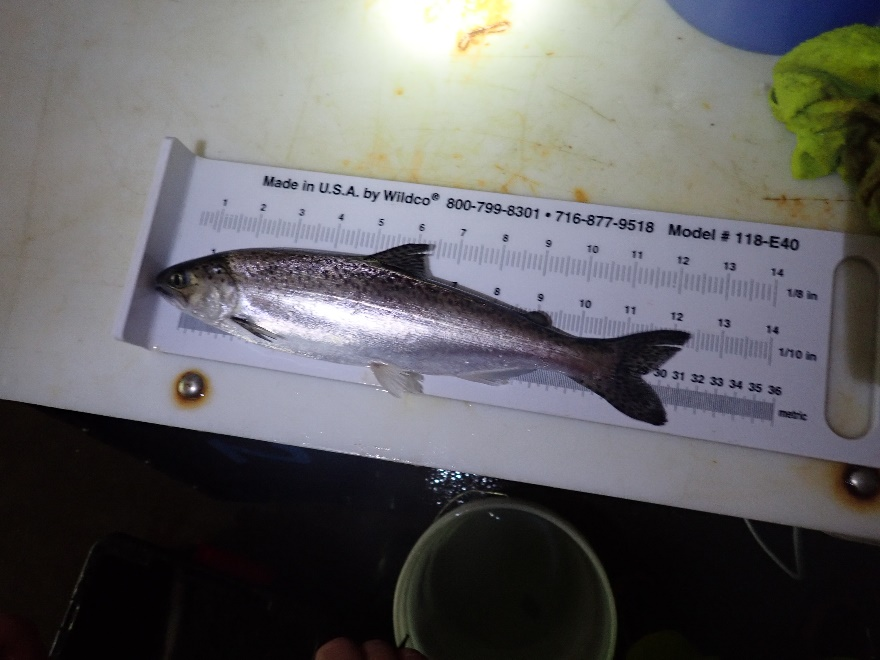 Made in U.S.A. by Wildco® 800-799-8301 • 716-877-9518 Model # 118-E40
1 2 3 4 5 6 7 8 9 10 11 12 13 14
1/8 in
8 9 10 11 12 13 14
1/10 in
30 31 32 33 34 35 36
metric